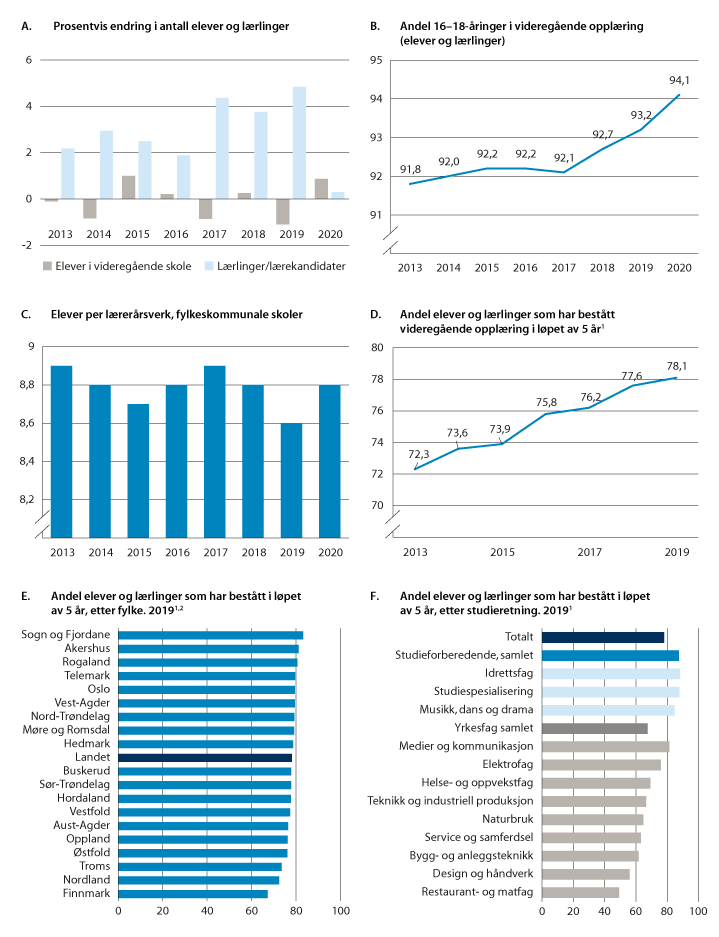 A. Prosentvis endring i antall elever og lærlinger
6
4
2
0
-2
2013 2014 2015 2016 2017 2018 2019 2020
Elever i videregående skole Lærlinger/lærekandidater
B. Andel 16–18-åringer i videregående opplæring
(elever og lærlinger)
95
94
93
92
91
91,8 92,0 92,2 92,2 92,1 92,7 93,2 94,1
2013 2014 2015 2016 2017 2018 2019 2020
C. Elever per lærerårsverk, fylkeskommunale skoler
9
8,8
8,6
8,4
8,2
2013 2014 2015 2016 2017 2018 2019 2020
D. Andel elever og lærlinger som har bestått
videregående opplæring i løpet av 5 år¹
80
78
76
74
72
70
72,3 73,6 73,9 75,8 76,2 77,6 78,1
2013 2015 2017 2019
E. Andel elever og lærlinger som har bestått i løpet
av 5 år, etter fylke. 2019¹,²
Sogn og Fjordane
Akershus
Rogaland
Telemark
Oslo
Vest-Agder
Nord-Trøndelag
Møre og Romsdal
Hedmark
Landet
Buskerud
Sør-Trøndelag
Hordaland
Vestfold
Aust-Agder
Oppland
Østfold
Troms
Nordland
Finnmark
0 20 40 60 80 100
F. Andel elever og lærlinger som har bestått i løpet
av 5 år, etter studieretning. 2019¹
Totalt
Studieforberedende, samlet
Idrettsfag
Studiespesialisering
Musikk, dans og drama
Yrkesfag samlet
Medier og kommunikasjon
Elektrofag
Helse- og oppvekstfag
Teknikk og industriell produksjon
Naturbruk
Service og samferdsel
Bygg- og anleggsteknikk
Design og håndverk
Restaurant- og matfag
0 20 40 60 80 100